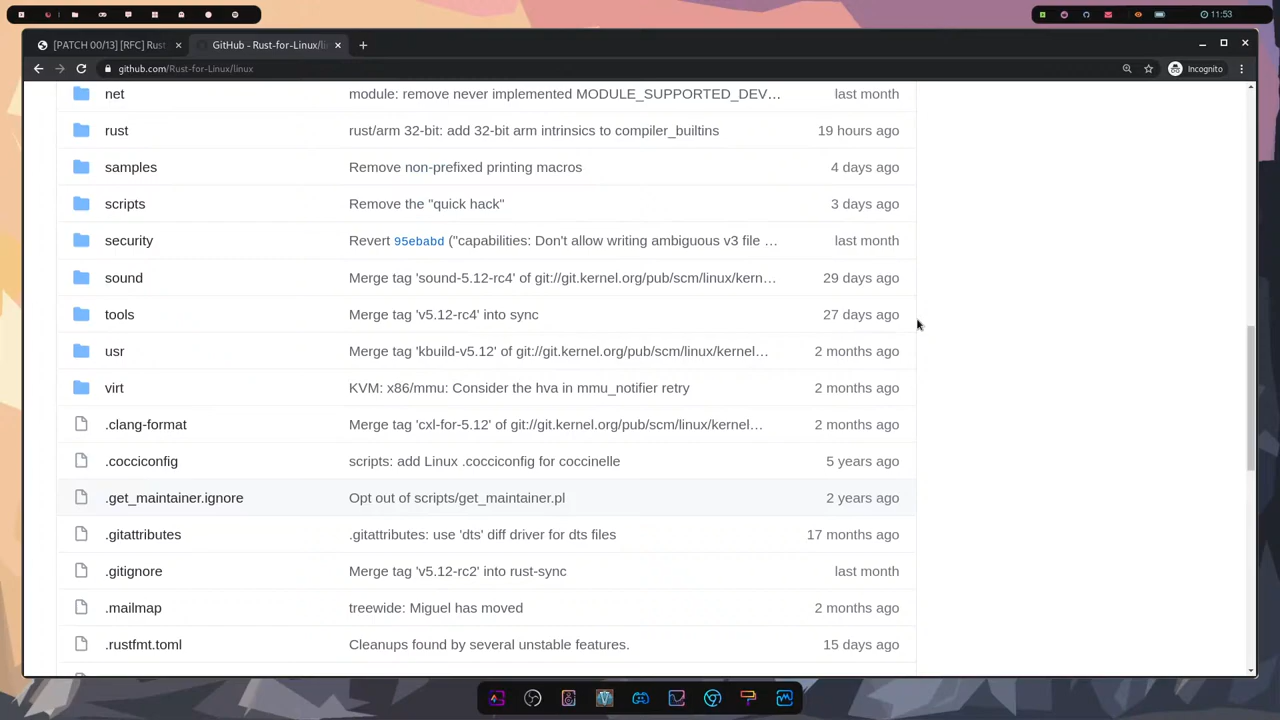 11:53
[PATCH 00/13] [RFC] Rust
GitHub - Rust-for-Linux/lin
github.com/Rust-for-Linux/linux
Incognito
net module: remove never implemented MODULE_SUPPORTED_DEV… last month
rust rust/arm 32-bit: add 32-bit arm intrinsics to compiler_builtins 19 hours ago
samples Remove non-prefixed printing macros 4 days ago
scripts Remove the "quick hack" 3 days ago
security Revert 95ebabd ("capabilities: Don't allow writing ambiguous v3 file … last month
sound Merge tag 'sound-5.12-rc4' of git://git.kernel.org/pub/scm/linux/kern… 29 days ago
tools Merge tag 'v5.12-rc4' into sync 27 days ago
usr Merge tag 'kbuild-v5.12' of git://git.kernel.org/pub/scm/linux/kernel… 2 months ago
virt KVM: x86/mmu: Consider the hva in mmu_notifier retry 2 months ago
.clang-format Merge tag 'cxl-for-5.12' of git://git.kernel.org/pub/scm/linux/kernel… 2 months ago
.cocciconfig scripts: add Linux .cocciconfig for coccinelle 5 years ago
.get_maintainer.ignore Opt out of scripts/get_maintainer.pl 2 years ago
.gitattributes .gitattributes: use 'dts' diff driver for dts files 17 months ago
.gitignore Merge tag 'v5.12-rc2' into rust-sync last month
.mailmap treewide: Miguel has moved 2 months ago
.rustfmt.toml Cleanups found by several unstable features. 15 days ago